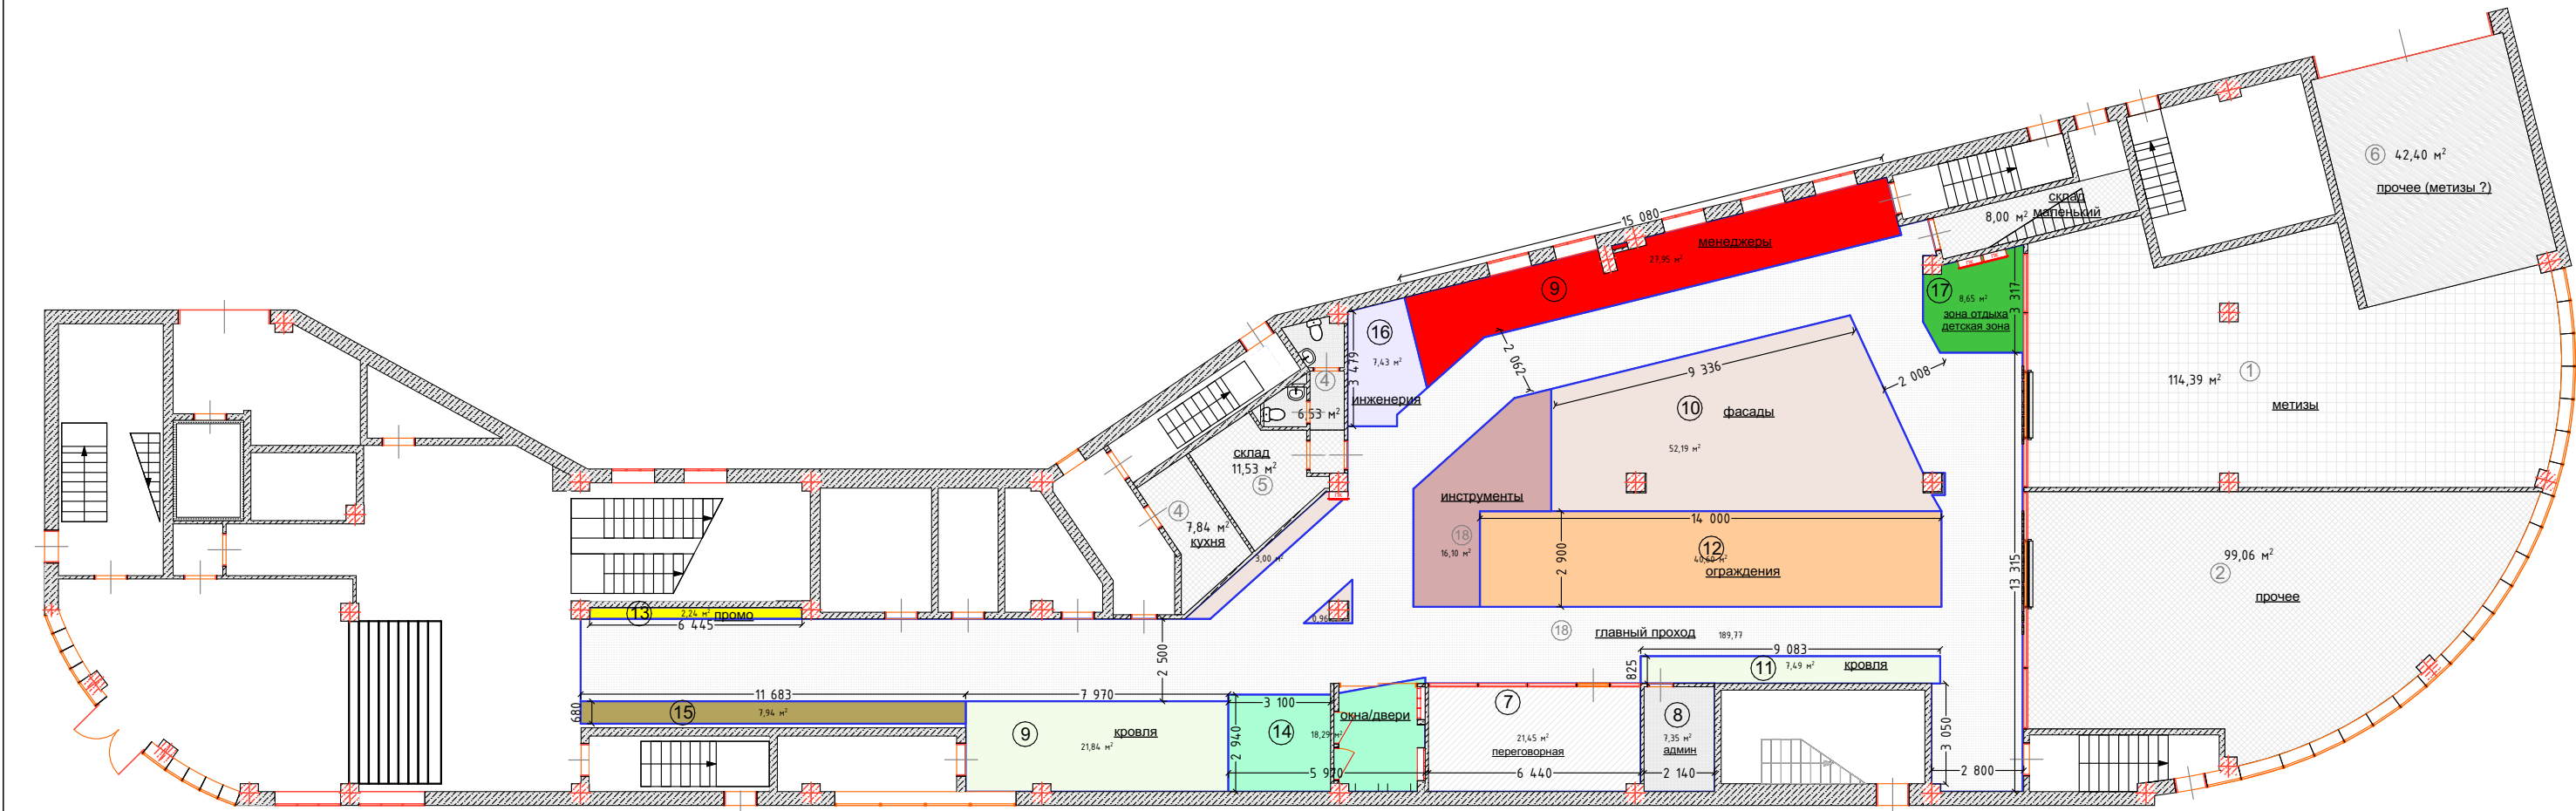 6 42,40 м²
прочее (метизы ?)
склад
маленький
8,00 м²
15 080
менеджеры
27,95 м²
9
17
8,65 м²
зона отдыха
детская зона
3 317
1
114,39 м²
метизы
16
7,43 м²
3 479
инженерия
2 062
9 336
2 008
10 фасады
52,19 м²
4
6,53 м²
склад
11,53 м²
5
4
7,84 м²
кухня
3,00 м²
инструменты
18
16,10 м²
14 000
2 900
12
40,60 м²
ограждения
13 315
99,06 м²
2
прочее
13 2,24 м² промо
6 445
0,96
18 главный проход 189,77
2 500
9 083
825
11 7,49 м² кровля
11 683
7 970
3 100
680
15 7,94 м²
9 кровля
21,84 м²
2 940
14
окна/двери
18,29 м²
5 970
7
21,45 м²
переговорная
6 440
8
7,35 м²
админ
2 140
3 050
2 800